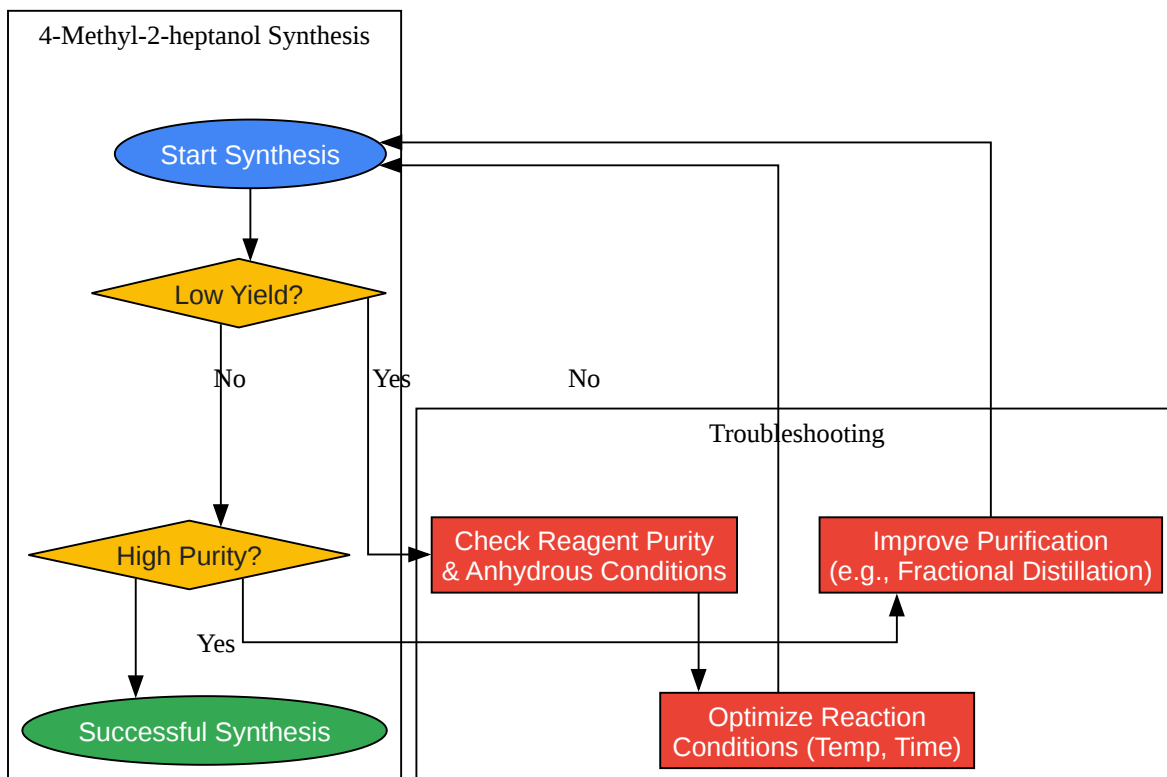 4-Methyl-2-heptanol Synthesis
Start Synthesis
Low Yield?
No
Yes
No
Troubleshooting
High Purity?
Check Reagent Purity
& Anhydrous Conditions
Improve Purification
(e.g., Fractional Distillation)
Yes
Successful Synthesis
Optimize Reaction
Conditions (Temp, Time)